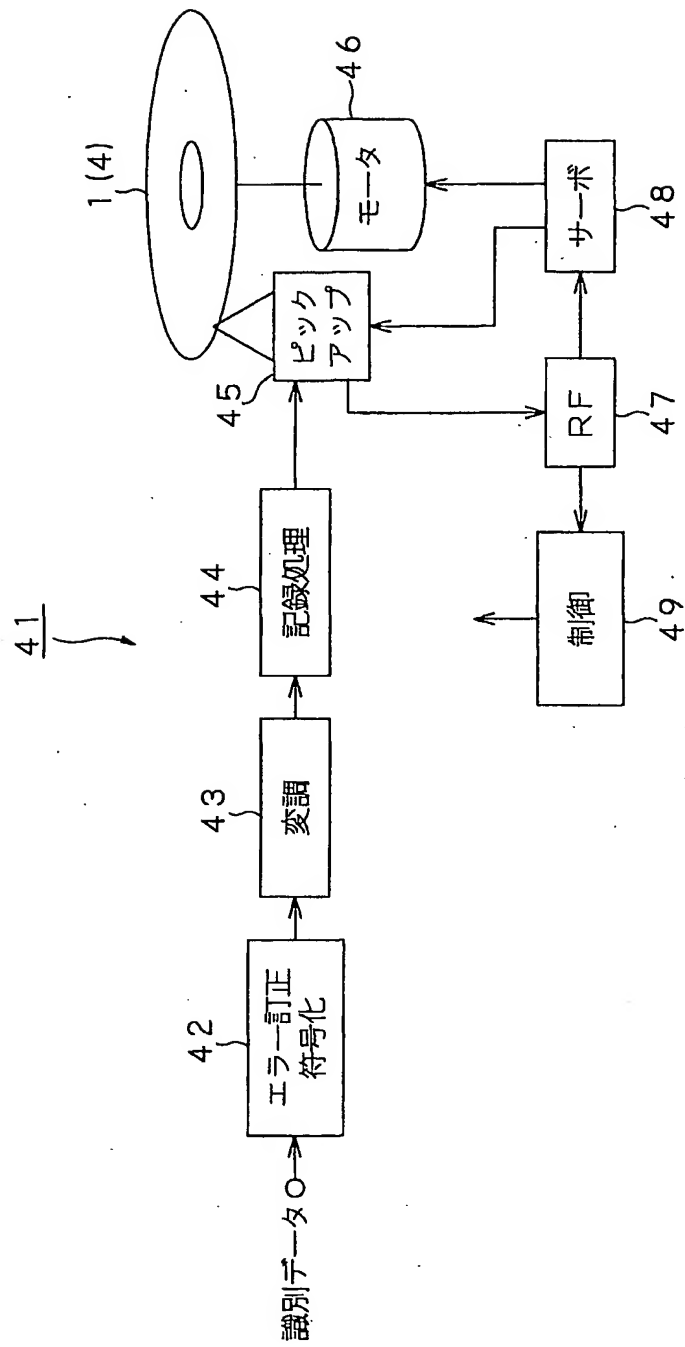 41
1(4)
46
モータ
45
ピック
アップ
44
記録処理
43
変調
42
エラー訂正
符号化
識別データ
サーボ
48
RF
47
制御
49